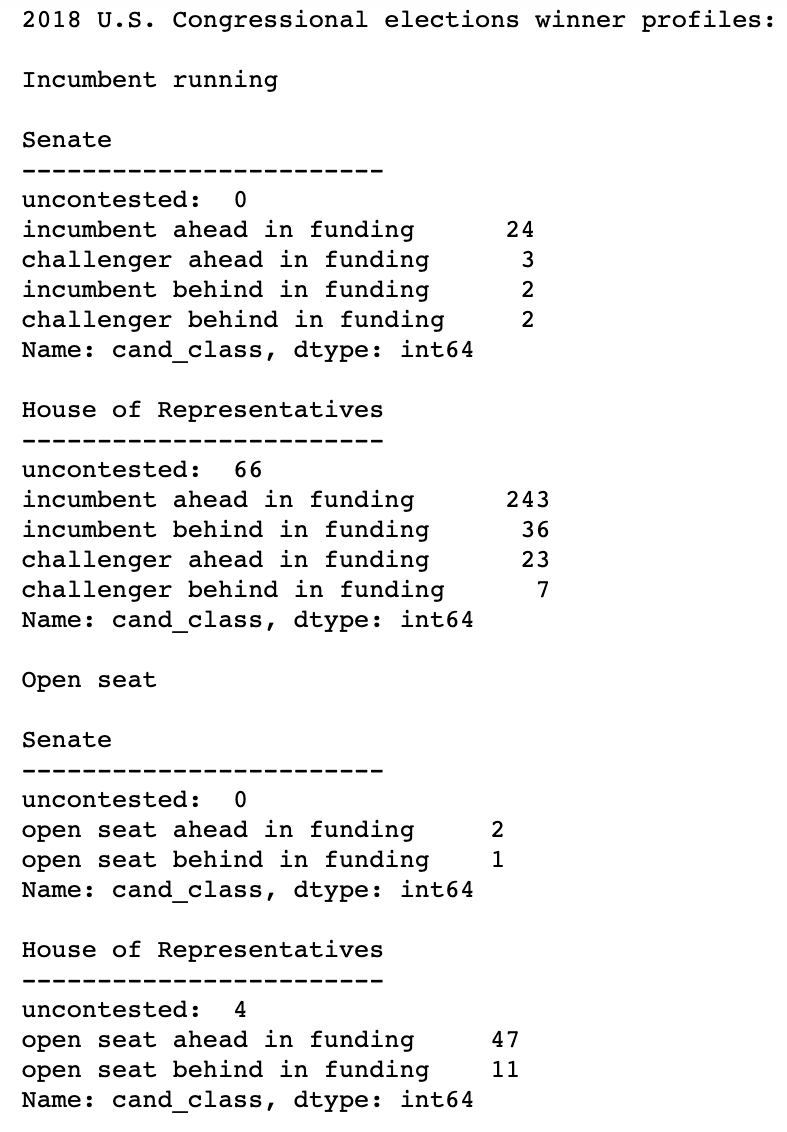 2018 U.S. Congressional elections winner profiles:
Incumbent running
Senate
------------------------
uncontested:  0
incumbent ahead in funding      24
challenger ahead in funding      3
incumbent behind in funding      2
challenger behind in funding     2
Name: cand_class, dtype: int64
House of Representatives
------------------------
uncontested:  66
incumbent ahead in funding      243
incumbent behind in funding      36
challenger ahead in funding      23
challenger behind in funding      7
Name: cand_class, dtype: int64
Open seat
Senate
------------------------
uncontested:  0
open seat ahead in funding     2
open seat behind in funding    1
Name: cand_class, dtype: int64
House of Representatives
------------------------
uncontested:  4
open seat ahead in funding     47
open seat behind in funding    11
Name: cand_class, dtype: int64